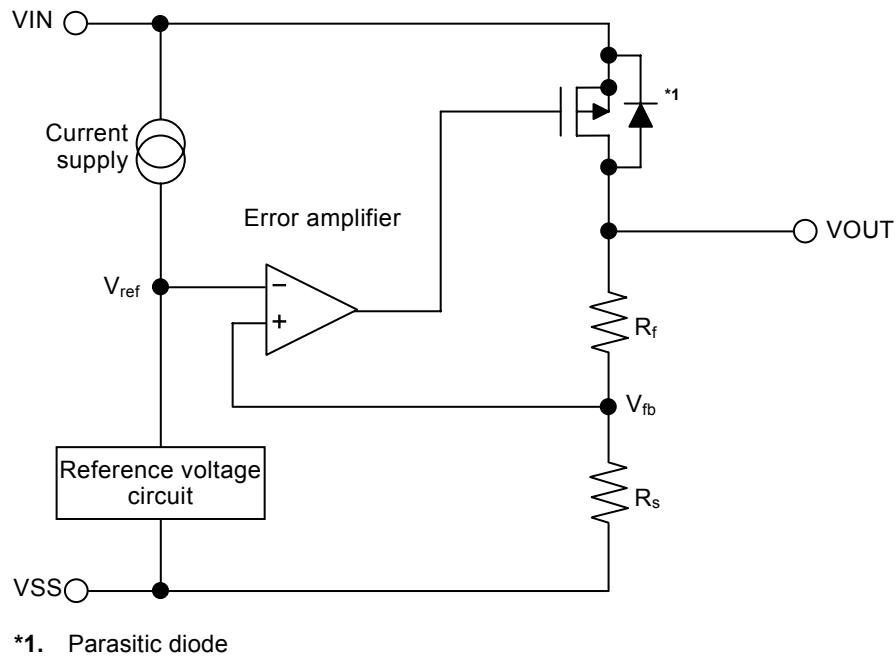 VIN
*1
Current
supply
Error amplifier
VOUT
Vref
−
+
Rf
Vfb
Reference voltage
circuit
Rs
VSS
*1. Parasitic diode